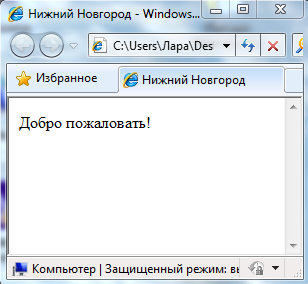 Нижний Новгород - Windows...
C:\Users\Лара\Des
Избранное
Нижний Новгород
Добро пожаловать!
Компьютер | Защищенный режим: вы